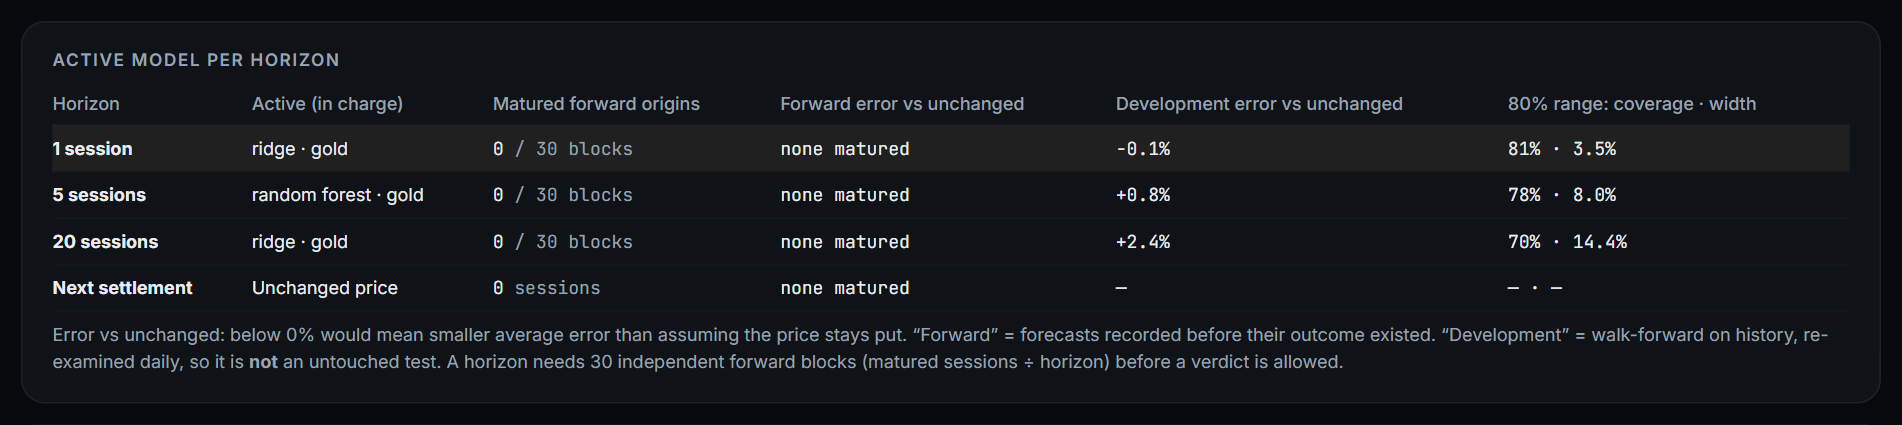 ACTIVE MODEL PER HORIZON
Horizon Active (in charge) Matured forward origins Forward error vs unchanged Development error vs unchanged 80% range: coverage · width
1 session ridge · gold 0 / 30 blocks none matured -0.1% 81% · 3.5%
5 sessions random forest · gold 0 / 30 blocks none matured +0.8% 78% · 8.0%
20 sessions ridge · gold 0 / 30 blocks none matured +2.4% 70% · 14.4%
Next settlement Unchanged price 0 sessions none matured — — · —
Error vs unchanged: below 0% would mean smaller average error than assuming the price stays put. “Forward” = forecasts recorded before their outcome existed. “Development” = walk-forward on history, re-
examined daily, so it is not an untouched test. A horizon needs 30 independent forward blocks (matured sessions ÷ horizon) before a verdict is allowed.